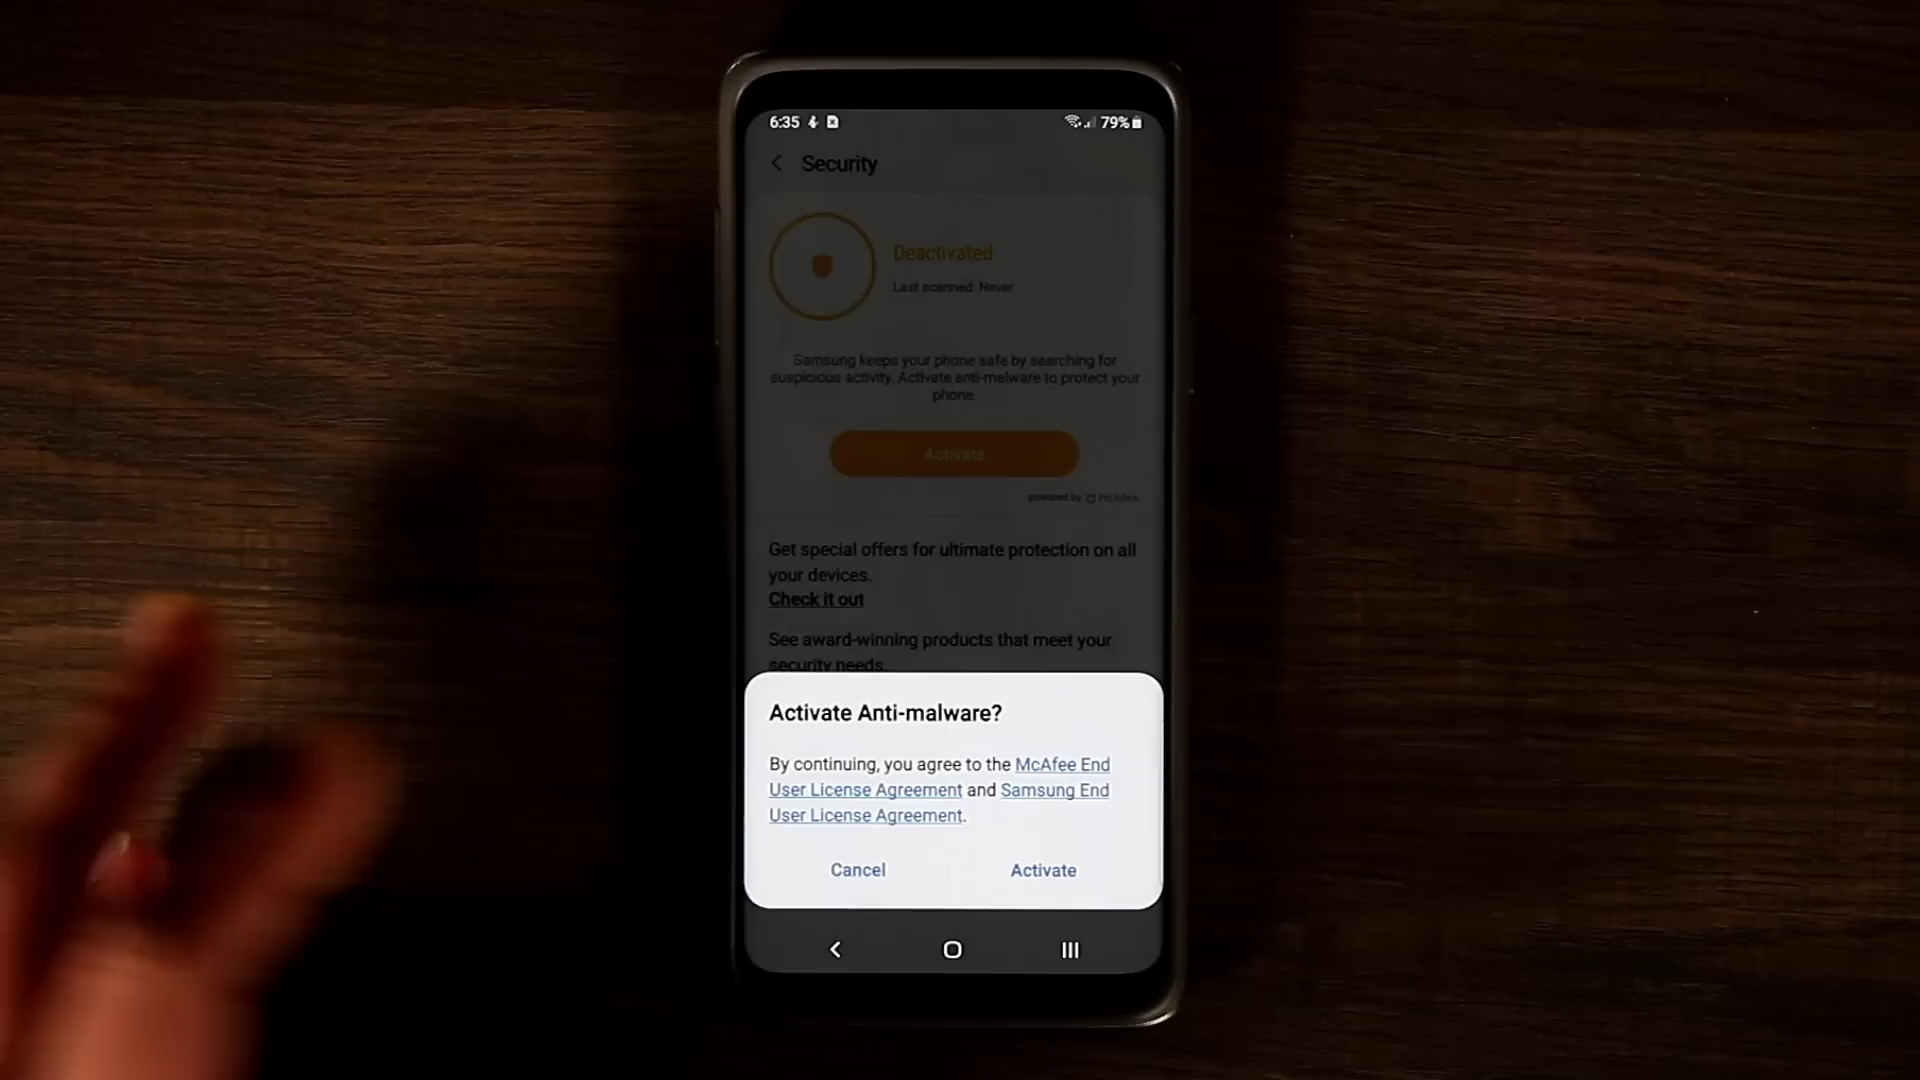 6:35
79%
Security
Deactivated
Last scanned: Never
Samsung keeps your phone safe by searching for
suspicious activity. Activate anti-malware to protect your
phone.
Activate
powered by McAfee
Get special offers for ultimate protection on all
your devices.
Check it out
See award-winning products that meet your
security needs.
Activate Anti-malware?
By continuing, you agree to the McAfee End
User License Agreement and Samsung End
User License Agreement.
Cancel
Activate